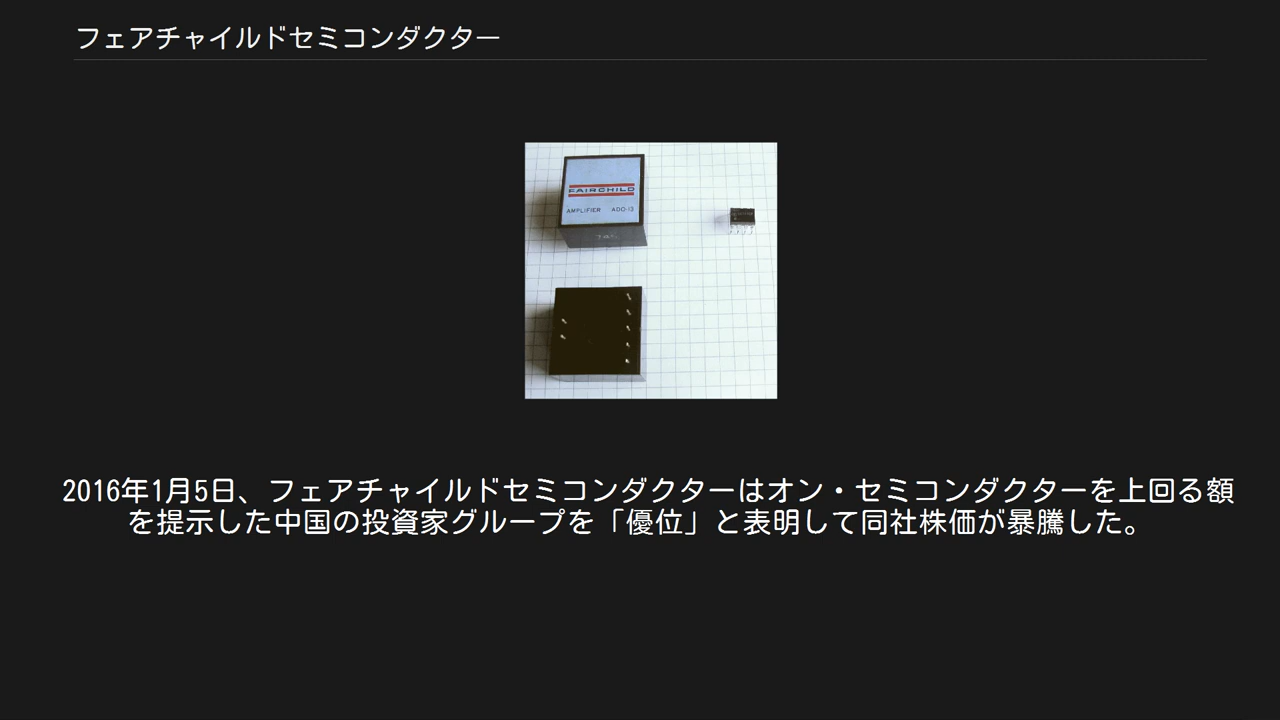 フェアチャイルドセミコンダクター
FAIRCHILD
AMPLIFIER ADO-13
2016年1月5日、フェアチャイルドセミコンダクターはオン・セミコンダクターを上回る額
を提示した中国の投資家グループを「優位」と表明して同社株価が暴騰した。